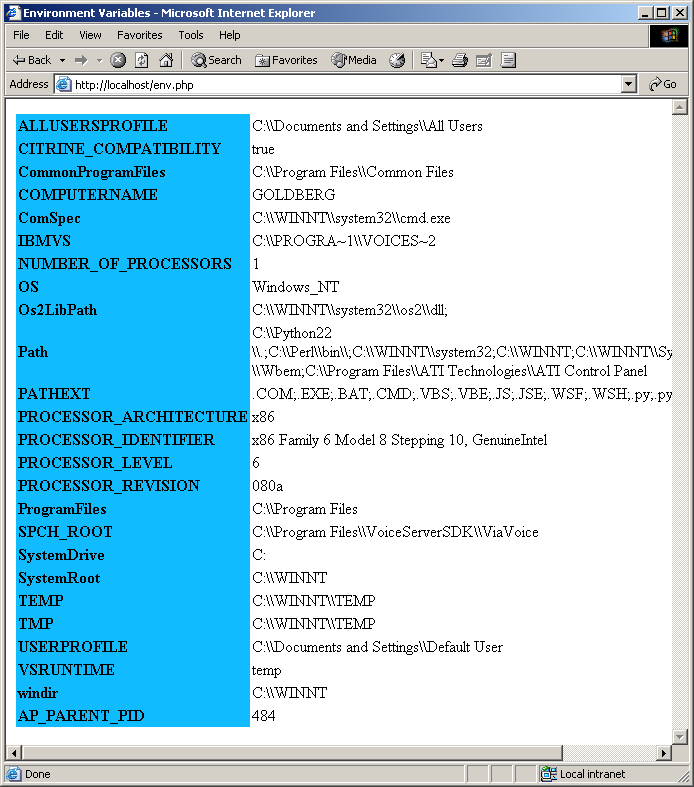 Environment Variables - Microsoft Internet Explorer
File Edit View Favorites Tools Help
Back Search Favorites Media
Address http://localhost/env.php Go
ALLUSERSPROFILE C:\\Documents and Settings\\All Users
CITRINE_COMPATIBILITY true
CommonProgramFiles C:\\Program Files\\Common Files
COMPUTERNAME GOLDBERG
ComSpec C:\\WINNT\\system32\\cmd.exe
IBMVS C:\\PROGRA~1\\VOICES~2
NUMBER_OF_PROCESSORS 1
OS Windows_NT
Os2LibPath C:\\WINNT\\system32\\os2\\dll;
C:\\Python22
Path \\.;C:\\Perl\\bin\\;C:\\WINNT\\system32;C:\\WINNT;C:\\WINNT\\Sy
\\Wbem;C:\\Program Files\\ATI Technologies\\ATI Control Panel
PATHEXT .COM;.EXE;.BAT;.CMD;.VBS;.VBE;.JS;.JSE;.WSF;.WSH;.py;.py
PROCESSOR_ARCHITECTURE x86
PROCESSOR_IDENTIFIER x86 Family 6 Model 8 Stepping 10, GenuineIntel
PROCESSOR_LEVEL 6
PROCESSOR_REVISION 080a
ProgramFiles C:\\Program Files
SPCH_ROOT C:\\Program Files\\VoiceServerSDK\\ViaVoice
SystemDrive C:
SystemRoot C:\\WINNT
TEMP C:\\WINNT\\TEMP
TMP C:\\WINNT\\TEMP
USERPROFILE C:\\Documents and Settings\\Default User
VSRUNTIME temp
windir C:\\WINNT
AP_PARENT_PID 484
Done Local intranet